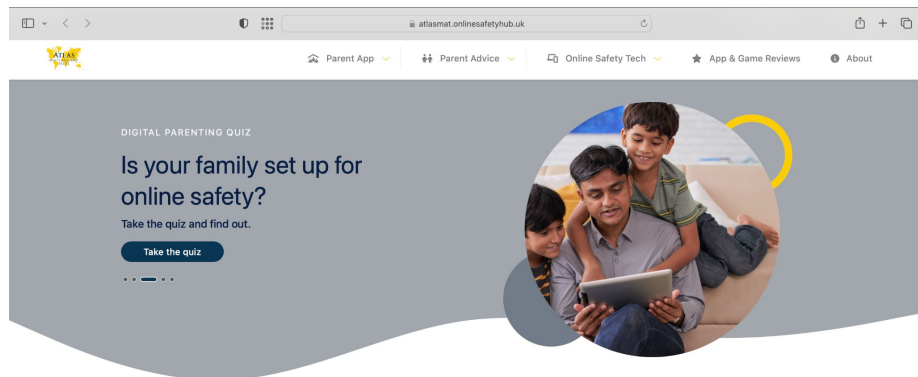 atlasmat.onlinesafetyhub.uk
ATLAS
Parent App
Parent Advice
Online Safety Tech
App & Game Reviews
About
DIGITAL PARENTING QUIZ
Is your family set up for
online safety?
Take the quiz and find out.
Take the quiz